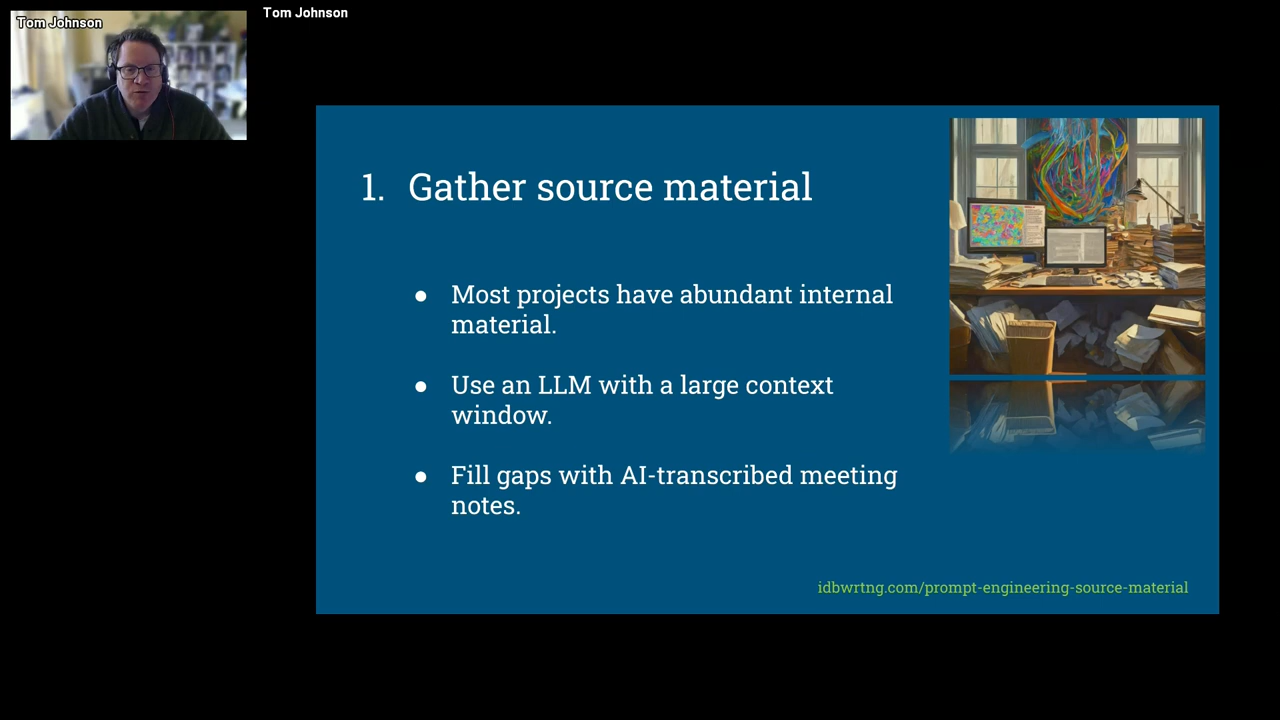 Tom Johnson
Tom Johnson
1. Gather source material
● Most projects have abundant internal
material.
● Use an LLM with a large context
window.
● Fill gaps with AI-transcribed meeting
notes.
idbwrtng.com/prompt-engineering-source-material